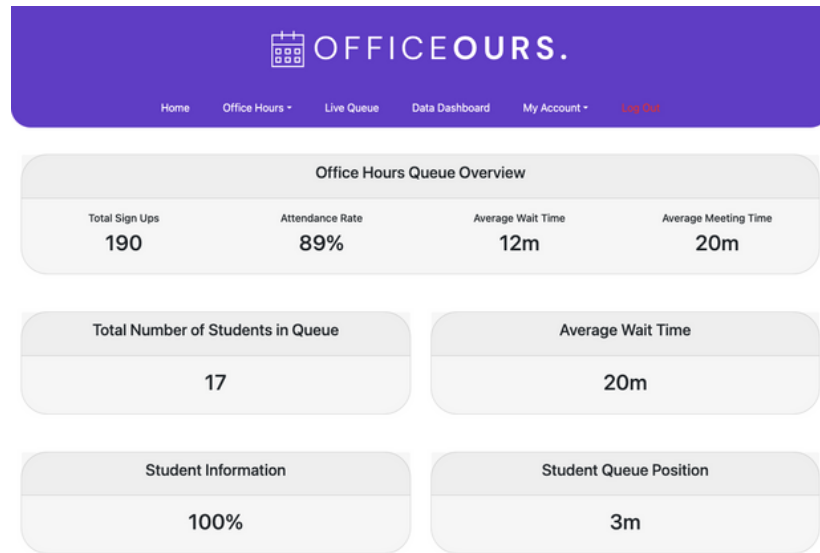 OFFICEOURS.
Home Office Hours Live Queue Data Dashboard My Account Log Out
Office Hours Queue Overview
Total Sign Ups Attendance Rate Average Wait Time Average Meeting Time
190 89% 12m 20m
Total Number of Students in Queue Average Wait Time
17 20m
Student Information Student Queue Position
100% 3m